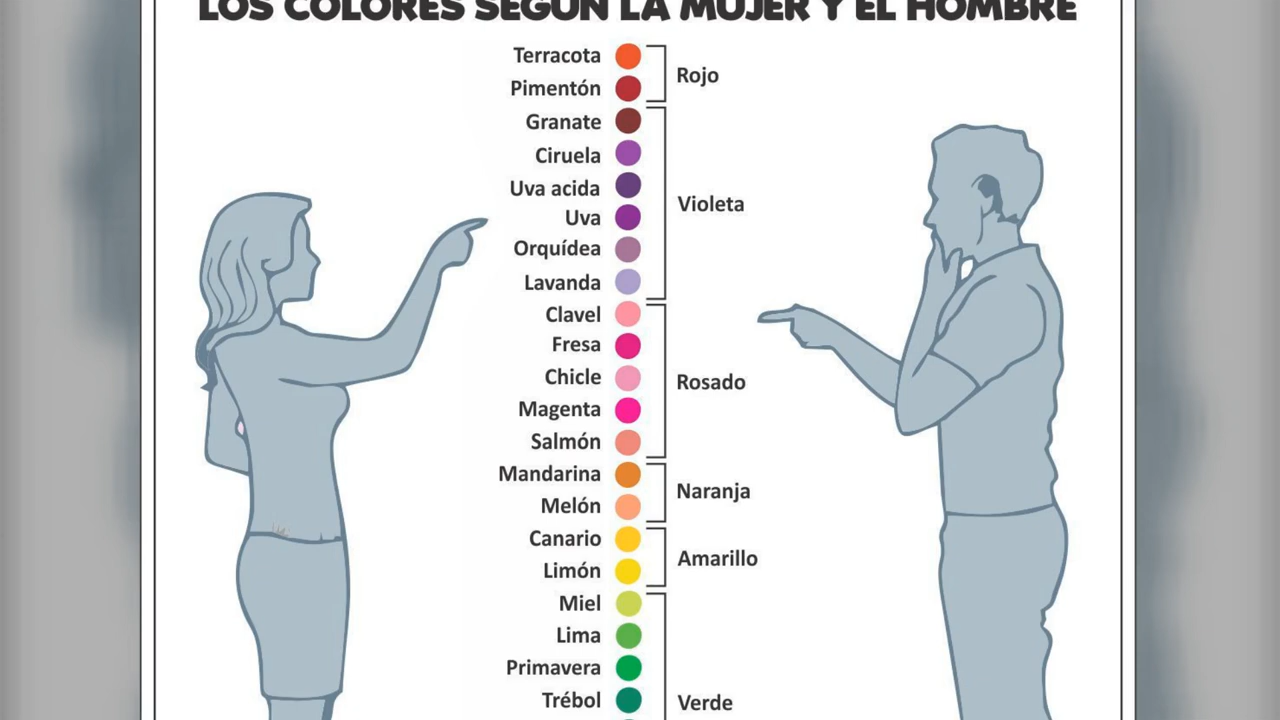 LOS COLORES SEGÚN LA MUJER Y EL HOMBRE
Terracota
Pimentón
Rojo
Granate
Ciruela
Uva acida
Uva
Orquídea
Lavanda
Violeta
Clavel
Fresa
Chicle
Magenta
Salmón
Rosado
Mandarina
Melón
Naranja
Canario
Limón
Amarillo
Miel
Lima
Primavera
Trébol
Verde